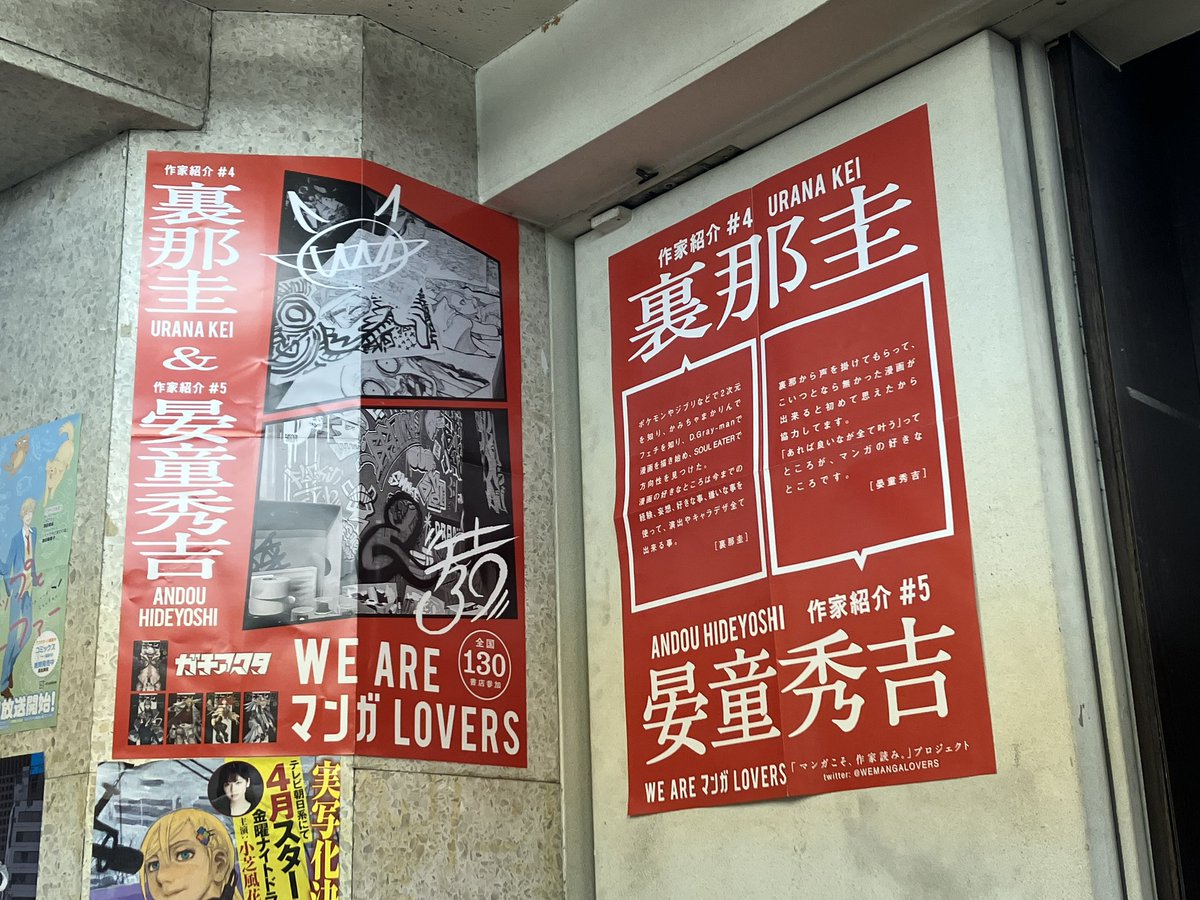 作家紹介 #4
裏那圭
URANA KEI
&
作家紹介 #5
晏童秀吉
ANDOU
HIDEYOSHI
ガチアクタ
WE ARE
マンガ LOVERS
全国
130
書店参加
作家紹介 #4 URANA KEI
裏那圭
ポケモンやジブリなどで2次元
を知り、かみちゃまかりんで
フェチを知り、D.Gray-manで
漫画を描き始め、SOUL EATERで
方向性を見つけた。
漫画の好きなところは今までの
経験、妄想、好きな事、嫌いな事を
使って、演出やキャラデザ全て
出来る事。
[裏那圭]
裏那から声を掛けてもらって、
こいつとなら無かった漫画が
出来ると初めて思えたから
協力してます。
「あれば良いなが全て叶う」って
ところが、マンガの好きな
ところです。
[晏童秀吉]
ANDOU HIDEYOSHI 作家紹介 #5
晏童秀吉
WE ARE マンガ LOVERS「マンガこそ、作家読み。」プロジェクト
twitter: @WEMANGALOVERS
コミックス
放送開始!
実写化決
テレビ朝日系にて
4月スター
金曜ナイトドラ
主演:小芝風花